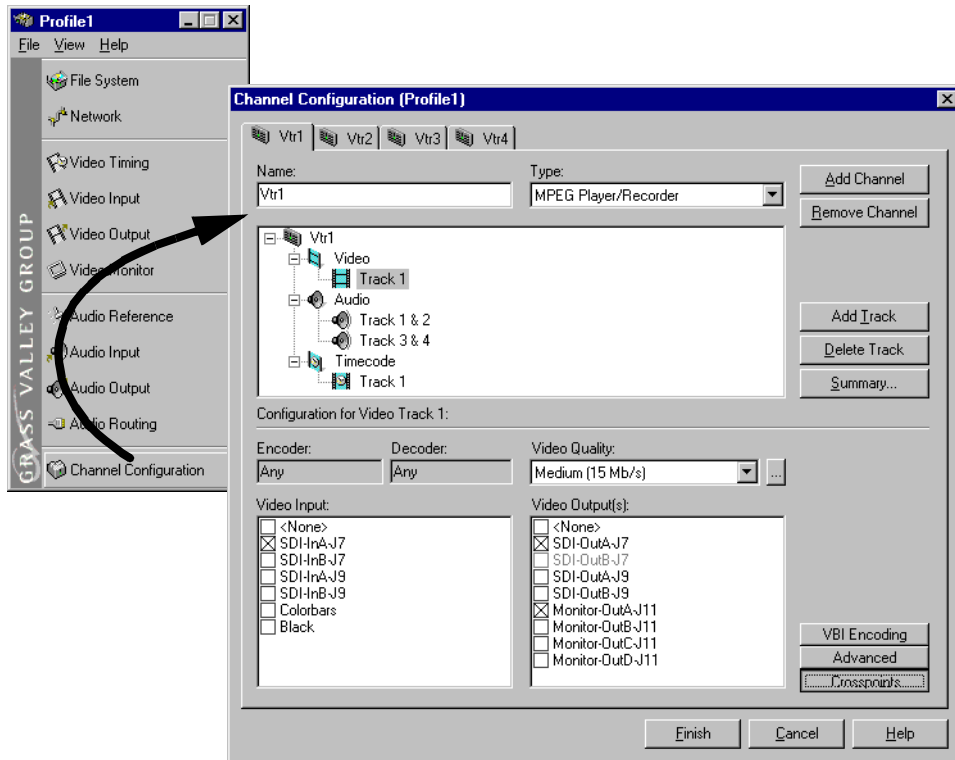 Profile1
File View Help
File System
Network
Video Timing
Video Input
Video Output
Video Monitor
Audio Reference
Audio Input
Audio Output
Audio Routing
Channel Configuration
GRASS VALLEY GROUP
Channel Configuration (Profile1)
Vtr1 Vtr2 Vtr3 Vtr4
Name: Type:
Vtr1 MPEG Player/Recorder
Add Channel
Remove Channel
Vtr1
Video
Track 1
Audio
Track 1 & 2
Track 3 & 4
Timecode
Track 1
Add Track
Delete Track
Summary...
Configuration for Video Track 1:
Encoder: Decoder: Video Quality:
Any Any Medium (15 Mb/s) ...
Video Input:
<None>
SDI-InA-J7
SDI-InB-J7
SDI-InA-J9
SDI-InB-J9
Colorbars
Black
Video Output(s):
<None>
SDI-OutA-J7
SDI-OutB-J7
SDI-OutA-J9
SDI-OutB-J9
Monitor-OutA-J11
Monitor-OutB-J11
Monitor-OutC-J11
Monitor-OutD-J11
VBI Encoding
Advanced
Crosspoints
Finish Cancel Help